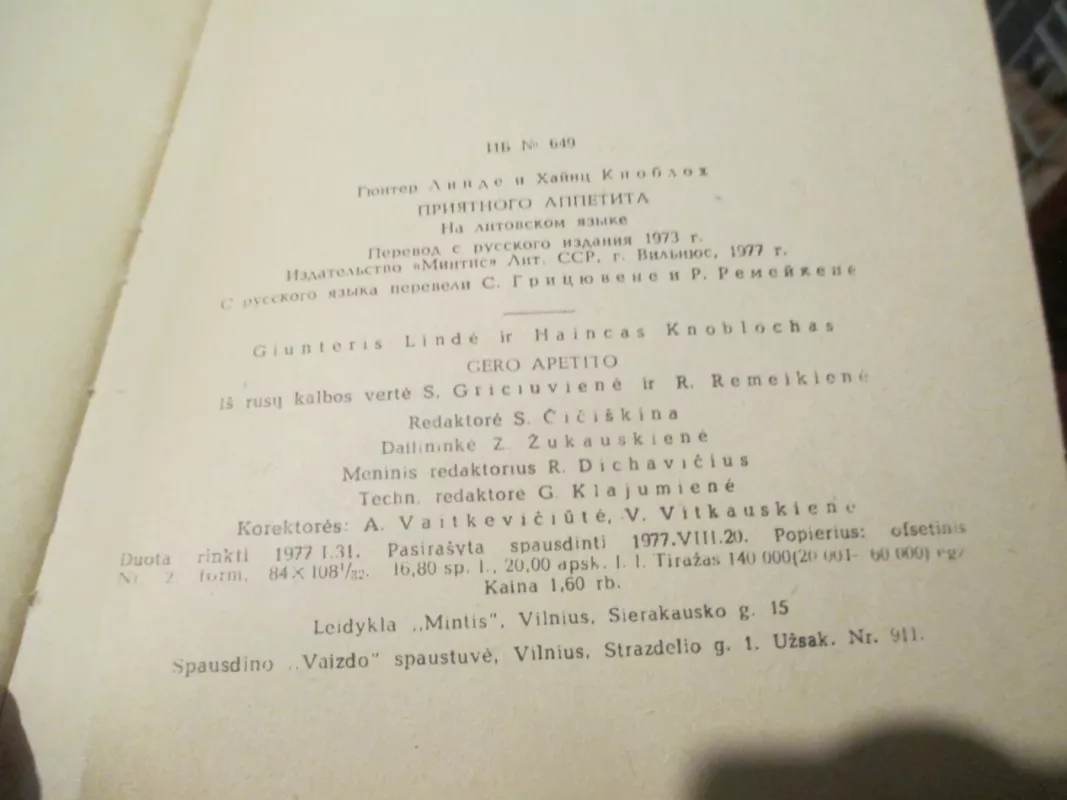 ИБ № 649
Гюнтер Линде и Хайнц Кноблох
ПРИЯТНОГО АППЕТИТА
На литовском языке
Перевод с русского издания 1973 г.
Издательство «Минтис» Лит. ССР, г. Вильнюс, 1977 г.
С русского языка перевели С. Грицювене и Р. Ремейкене
Giunteris Lindė ir Haincas Knoblochas
GERO APETITO
Iš rusų kalbos vertė S. Griciuvienė ir R. Remeikienė
Redaktorė S. Čičiškina
Dailininkė Z. Žukauskienė
Meninis redaktorius R. Dichavičius
Techn. redaktorė G. Klajumienė
Korektorės: A. Vaitkevičiūtė, V. Vitkauskienė
Duota rinkti 1977 I.31. Pasirašyta spausdinti 1977.VIII.20. Popierius: ofsetinis
Nr. 2 form. 84×108¹/₃₂. 16,80 sp. l., 20,00 apsk. l. l. Tiražas 140 000(20 001— 60 000) egz
Kaina 1,60 rb.
Leidykla „Mintis", Vilnius, Sierakausko g. 15
Spausdino „Vaizdo" spaustuvė, Vilnius, Strazdelio g. 1. Užsak. Nr. 911.